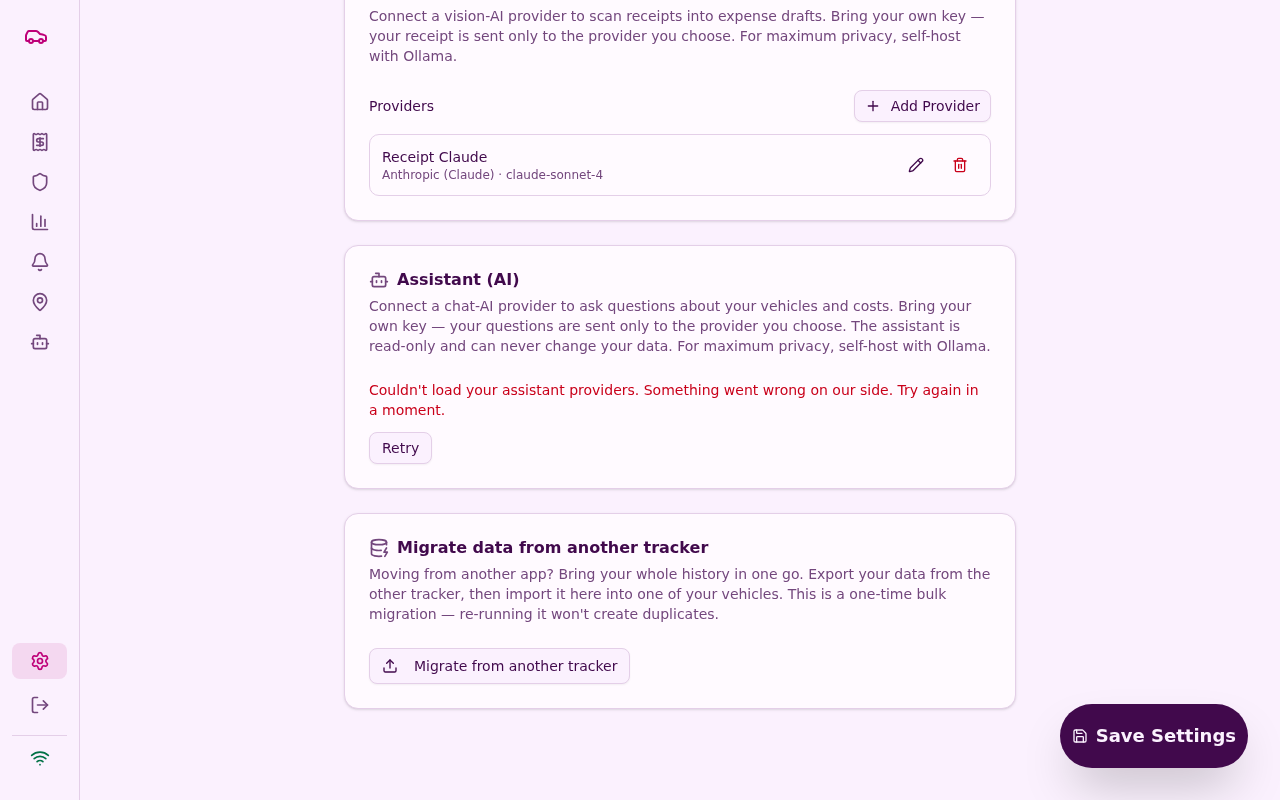 Connect a vision-AI provider to scan receipts into expense drafts. Bring your own key —
your receipt is sent only to the provider you choose. For maximum privacy, self-host
with Ollama.
Providers
Add Provider
Receipt Claude
Anthropic (Claude) · claude-sonnet-4
Assistant (AI)
Connect a chat-AI provider to ask questions about your vehicles and costs. Bring your
own key — your questions are sent only to the provider you choose. The assistant is
read-only and can never change your data. For maximum privacy, self-host with Ollama.
Couldn't load your assistant providers. Something went wrong on our side. Try again in
a moment.
Retry
Migrate data from another tracker
Moving from another app? Bring your whole history in one go. Export your data from the
other tracker, then import it here into one of your vehicles. This is a one-time bulk
migration — re-running it won't create duplicates.
Migrate from another tracker
Save Settings